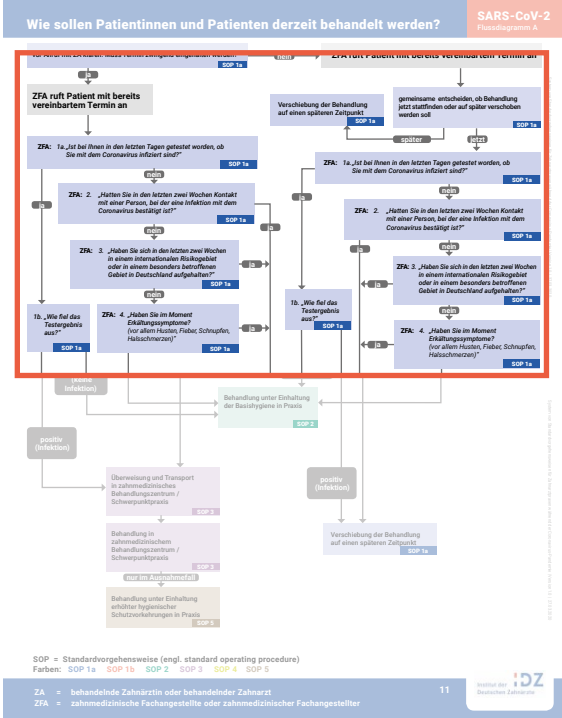 Wie sollen Patientinnen und Patienten derzeit behandelt werden?
SARS-CoV-2
Flussdiagramm A
SOP 1a
nein
ZFA ruft Patient mit bereits vereinbartem Termin an
ja
ZFA ruft Patient mit bereits
vereinbartem Termin an
Verschiebung der Behandlung
auf einen späteren Zeitpunkt
SOP 1a
gemeinsame entscheiden, ob Behandlung
jetzt stattfinden oder auf später verschoben
werden soll
SOP 1a
später
jetzt
ZFA: 1a. „Ist bei Ihnen in den letzten Tagen getestet worden, ob
Sie mit dem Coronavirus infiziert sind?"
SOP 1a
nein
ja
ZFA: 2. „Hatten Sie in den letzten zwei Wochen Kontakt
mit einer Person, bei der eine Infektion mit dem
Coronavirus bestätigt ist?"
SOP 1a
nein
ja
ZFA: 3. „Haben Sie sich in den letzten zwei Wochen
in einem internationalen Risikogebiet
oder in einem besonders betroffenen
Gebiet in Deutschland aufgehalten?"
SOP 1a
ja
nein
1b. „Wie fiel das
Testergebnis
aus?"
SOP 1a
ZFA: 4. „Haben Sie im Moment
Erkältungssymptome?
(vor allem Husten, Fieber, Schnupfen,
Halsschmerzen)"
SOP 1a
ja
ZFA: 1a. „Ist bei Ihnen in den letzten Tagen getestet worden, ob
Sie mit dem Coronavirus infiziert sind?"
SOP 1a
nein
ja
ZFA: 2. „Hatten Sie in den letzten zwei Wochen Kontakt
mit einer Person, bei der eine Infektion mit dem
Coronavirus bestätigt ist?"
SOP 1a
nein
ja
ZFA: 3. „Haben Sie sich in den letzten zwei Wochen
in einem internationalen Risikogebiet
oder in einem besonders betroffenen
Gebiet in Deutschland aufgehalten?"
SOP 1a
ja
nein
1b. „Wie fiel das
Testergebnis
aus?"
SOP 1a
ZFA: 4. „Haben Sie im Moment
Erkältungssymptome?
(vor allem Husten, Fieber, Schnupfen,
Halsschmerzen)"
SOP 1a
ja
(keine
Infektion)
Behandlung unter Einhaltung
der Basishygiene in Praxis
SOP 2
positiv
(Infektion)
Überweisung und Transport
in zahnmedizinisches
Behandlungszentrum /
Schwerpunktpraxis
SOP 3
positiv
(Infektion)
Behandlung in
zahnmedizinischem
Behandlungszentrum /
Schwerpunktpraxis
SOP 3
Verschiebung der Behandlung
auf einen späteren Zeitpunkt
SOP 1a
nur im Ausnahmefall
Behandlung unter Einhaltung
erhöhter hygienischer
Schutzvorkehrungen in Praxis
SOP 5
SOP = Standardvorgehensweise (engl. standard operating procedure)
Farben: SOP 1a SOP 1b SOP 2 SOP 3 SOP 4 SOP 5
ZA = behandelnde Zahnärztin oder behandelnder Zahnarzt
ZFA = zahnmedizinische Fachangestellte oder zahnmedizinischer Fachangestellter
11
Institut der
Deutschen Zahnärzte
IDZ